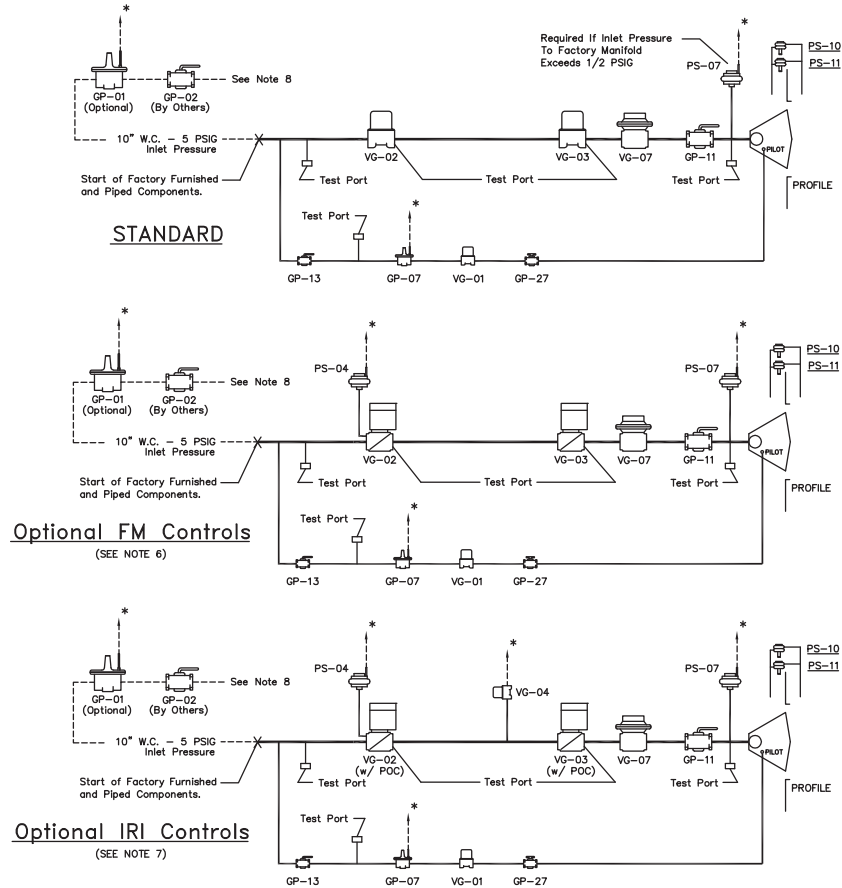 *
*
Required If Inlet Pressure
To Factory Manifold
Exceeds 1/2 PSIG
PS-07
PS-10
PS-11
GP-01
(Optional)
GP-02
(By Others)
See Note 8
10" W.C. - 5 PSIG
Inlet Pressure
VG-02
VG-03
VG-07
GP-11
PILOT
Start of Factory Furnished
and Piped Components.
Test Port
Test Port
Test Port
PROFILE
STANDARD
Test Port
*
GP-13
GP-07
VG-01
GP-27
*
*
*
PS-04
PS-07
PS-10
PS-11
GP-01
(Optional)
GP-02
(By Others)
See Note 8
10" W.C. - 5 PSIG
Inlet Pressure
VG-02
VG-03
VG-07
GP-11
PILOT
Start of Factory Furnished
and Piped Components.
Test Port
Test Port
Test Port
PROFILE
Optional FM Controls
(SEE NOTE 6)
Test Port
*
GP-13
GP-07
VG-01
GP-27
*
*
*
*
PS-04
VG-04
PS-07
PS-10
PS-11
GP-01
(Optional)
GP-02
(By Others)
See Note 8
10" W.C. - 5 PSIG
Inlet Pressure
VG-02
(w/ POC)
VG-03
(w/ POC)
VG-07
GP-11
PILOT
Start of Factory Furnished
and Piped Components.
Test Port
Test Port
Test Port
PROFILE
Optional IRI Controls
(SEE NOTE 7)
Test Port
*
GP-13
GP-07
VG-01
GP-27